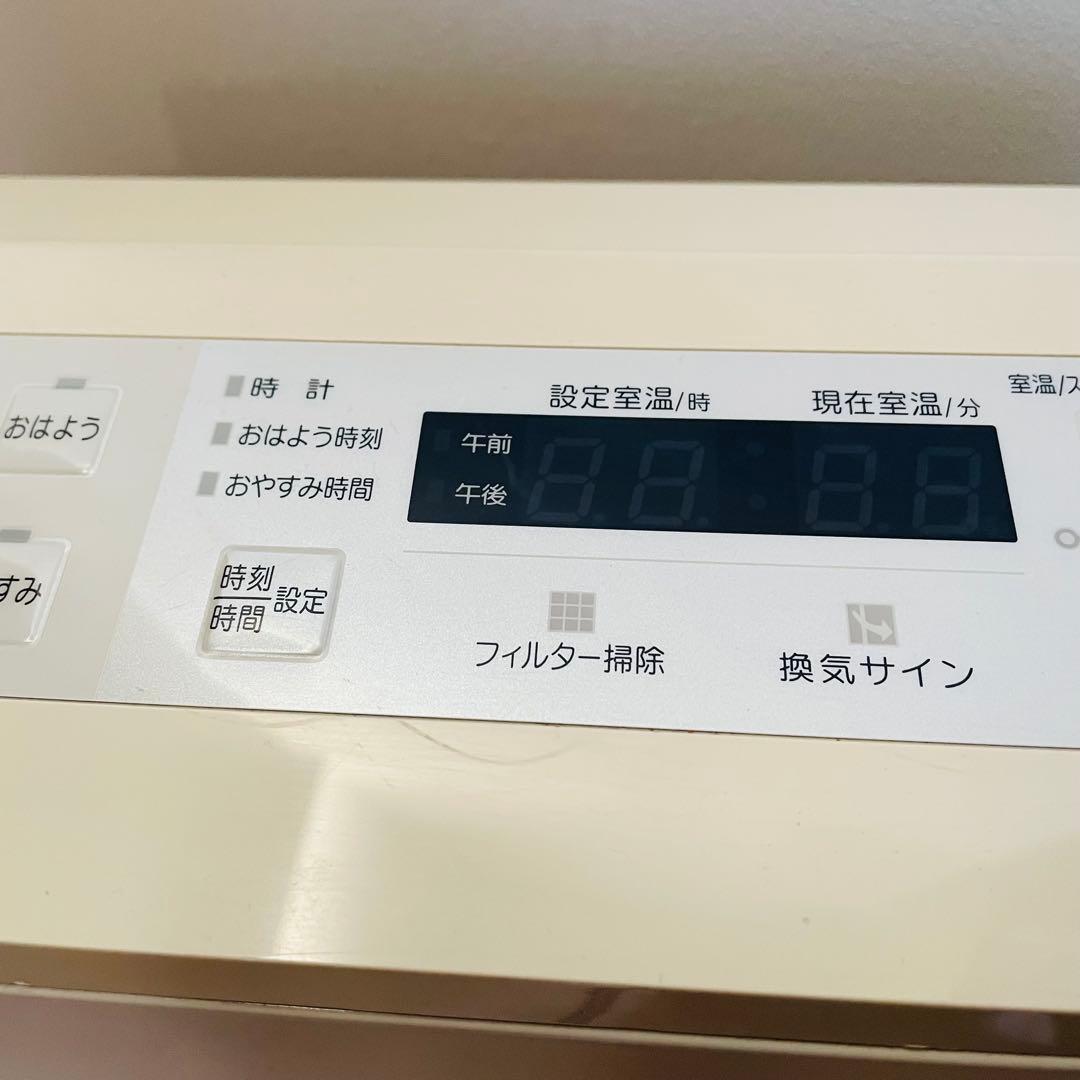 おはよう
すみ
時 計
おはよう時刻
おやすみ時間
時刻
時間
設定
設定室温/時
現在室温/分
室温/
午前
午後
フィルター掃除
換気サイン